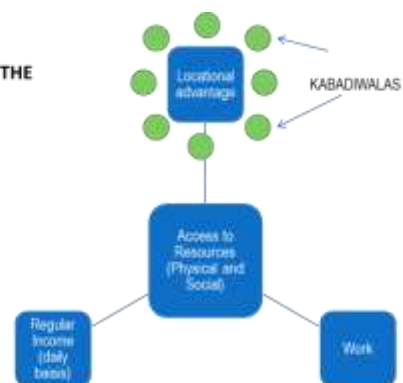 THE
Locational
advantage
KABADIWALAS
Access to
Resources
(Physical and
Social)
Regular
Income
(daily
basis)
Work